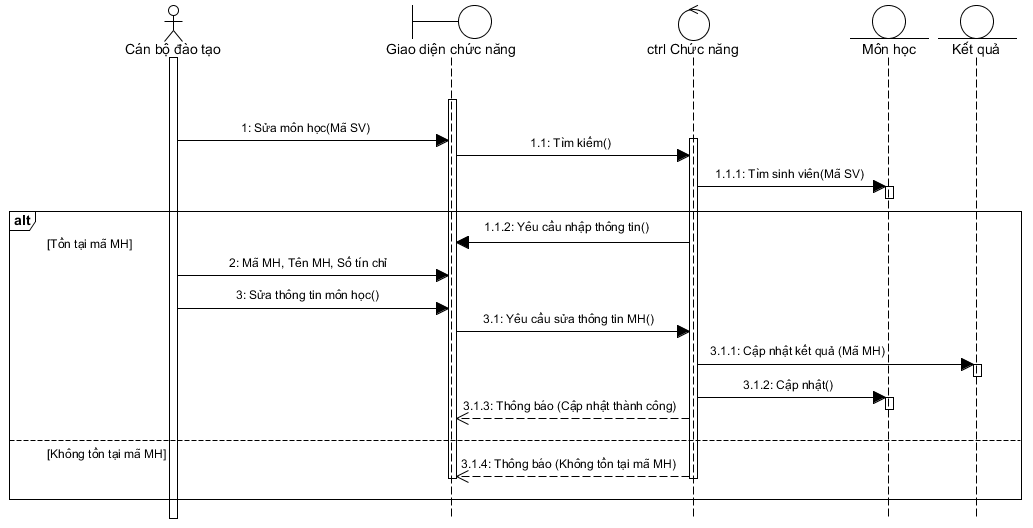 Cán bộ đào tạo
Giao diện chức năng
ctrl Chức năng
Môn học
Kết quả
1: Sửa môn học(Mã SV)
1.1: Tìm kiếm()
1.1.1: Tìm sinh viên(Mã SV)
alt
[Tồn tại mã MH]
1.1.2: Yêu cầu nhập thông tin()
2: Mã MH, Tên MH, Số tín chỉ
3: Sửa thông tin môn học()
3.1: Yêu cầu sửa thông tin MH()
3.1.1: Cập nhật kết quả (Mã MH)
3.1.2: Cập nhật()
3.1.3: Thông báo (Cập nhật thành công)
[Không tồn tại mã MH]
3.1.4: Thông báo (Không tồn tại mã MH)